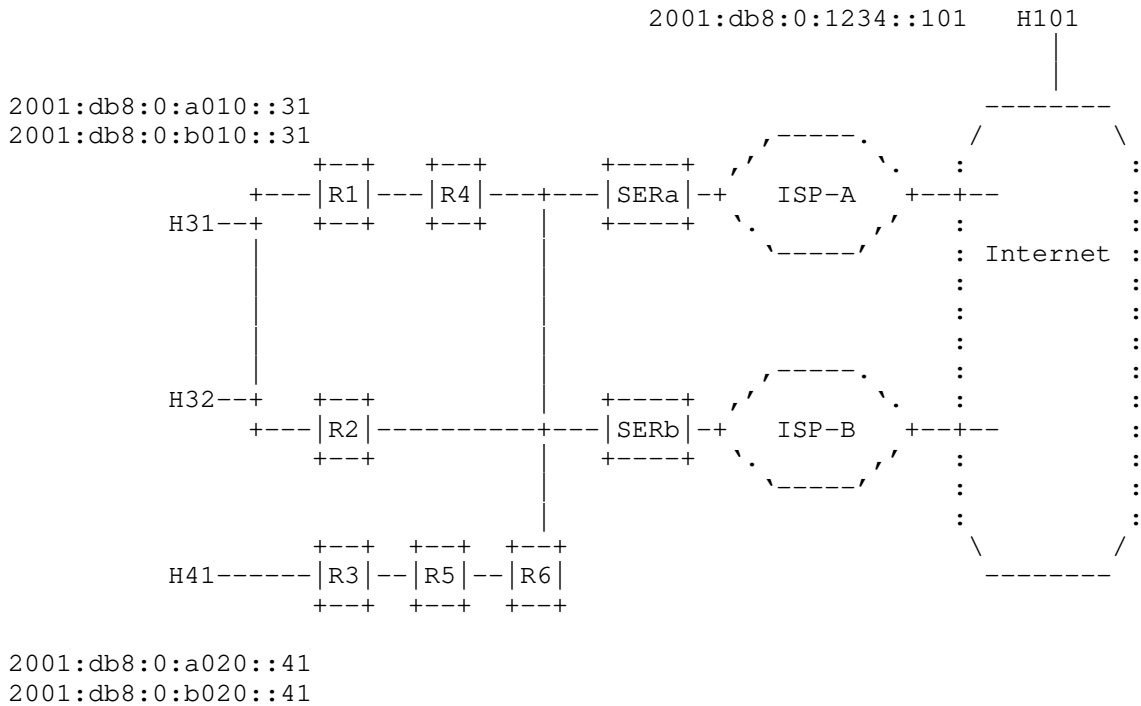 2001:db8:0:1234::101 H101
2001:db8:0:a010::31
2001:db8:0:b010::31
R1 R4 SERa ISP-A
H31
Internet
H32
R2 SERb ISP-B
H41 R3 R5 R6
2001:db8:0:a020::41
2001:db8:0:b020::41